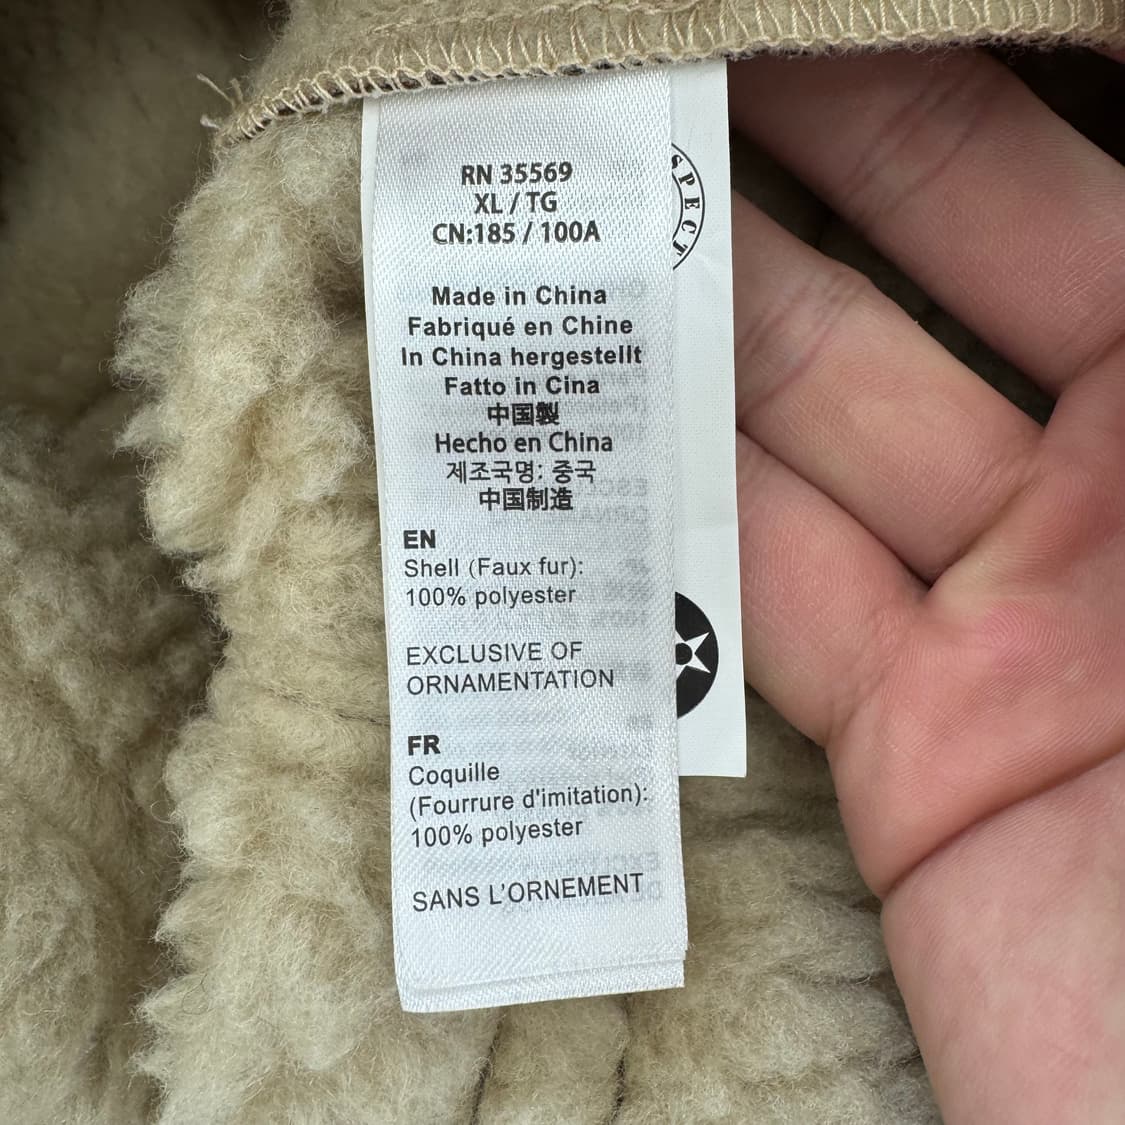 RN 35569
XL / TG
CN:185 / 100A
Made in China
Fabriqué en Chine
In China hergestellt
Fatto in Cina
中国製
Hecho en China
제조국명: 중국
中国制造
EN
Shell (Faux fur):
100% polyester
EXCLUSIVE OF
ORNAMENTATION
FR
Coquille
(Fourrure d'imitation):
100% polyester
SANS L'ORNEMENT
SPECT